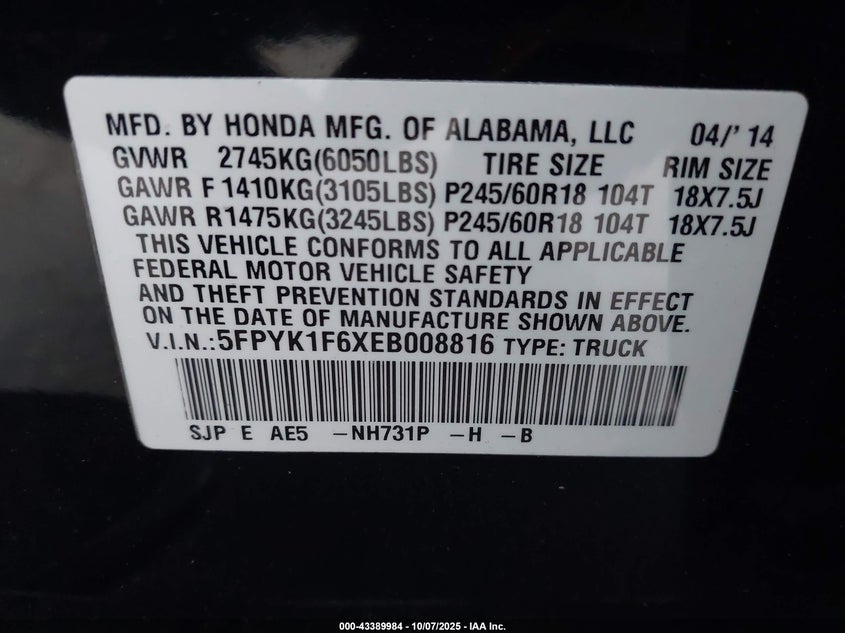 MFD. BY HONDA MFG. OF ALABAMA, LLC 04/' 14
GVWR 2745KG(6050LBS) TIRE SIZE RIM SIZE
GAWR F 1410KG(3105LBS) P245/60R18 104T 18X7.5J
GAWR R1475KG(3245LBS) P245/60R18 104T 18X7.5J
THIS VEHICLE CONFORMS TO ALL APPLICABLE
FEDERAL MOTOR VEHICLE SAFETY
AND THEFT PREVENTION STANDARDS IN EFFECT
ON THE DATE OF MANUFACTURE SHOWN ABOVE.
V.I.N.:5FPYK1F6XEB008816 TYPE: TRUCK
SJP E AE5 -NH731P -H -B
000-43389984 - 10/07/2025 - IAA Inc.